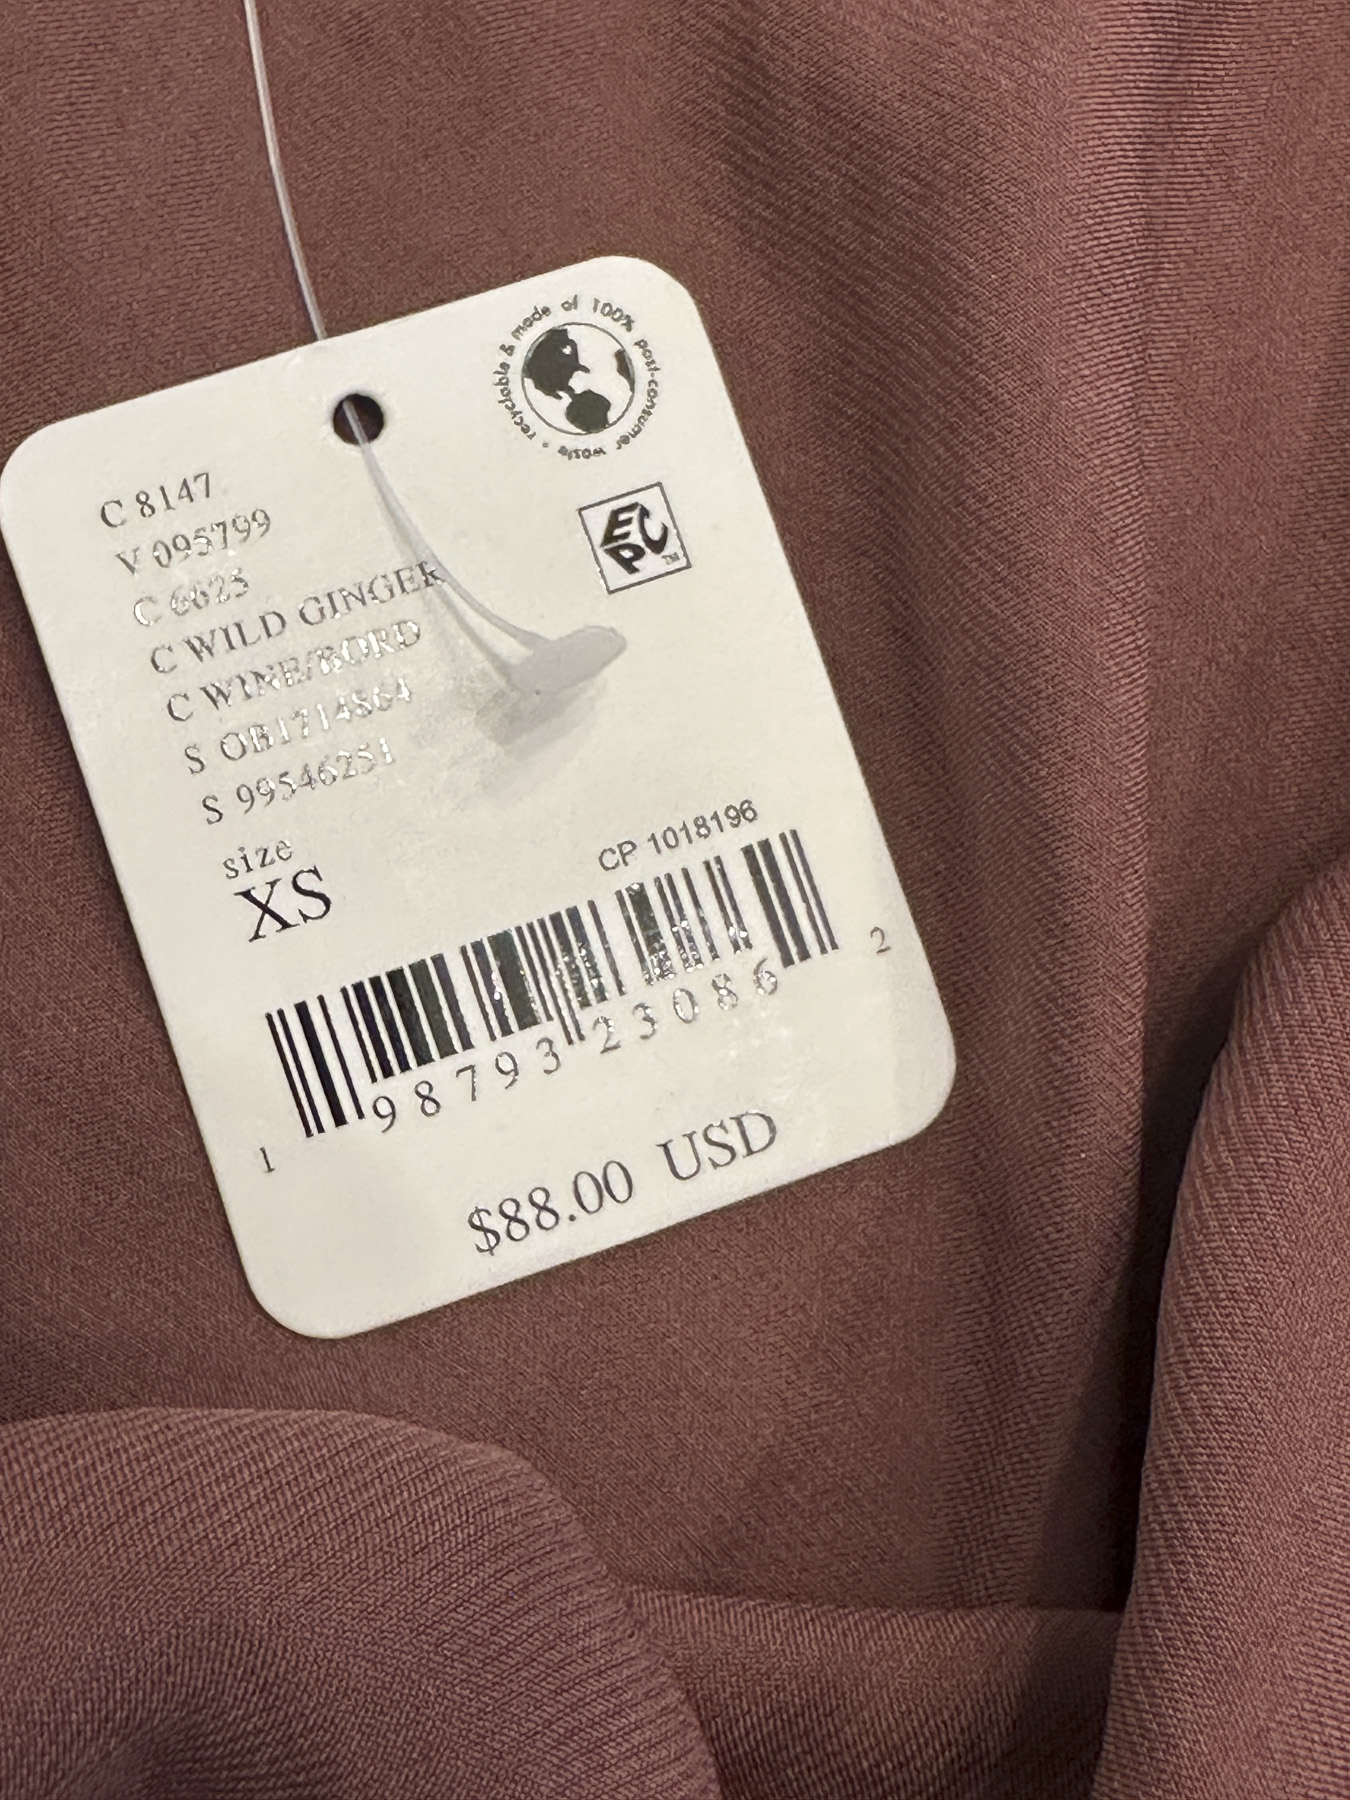 recyclable & made of 100% post-consumer waste •
EPC™
C 8147
V 095799
C 6625
C WILD GINGER
C WINE/BORD
S OB1714864
S 99546251
size
XS
CP 1018196
1 98793 23086 2
$88.00 USD